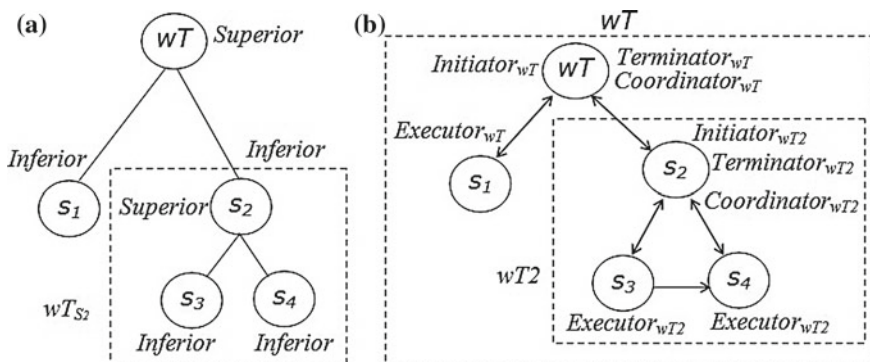 (a)
wT Superior
Inferior
Inferior
s1
Superior s2
wTS2
s3
s4
Inferior
Inferior
(b)
wT
InitiatorwT
wT
TerminatorwT
CoordinatorwT
ExecutorwT
s1
InitiatorwT2
s2
TerminatorwT2
CoordinatorwT2
wT2
s3
s4
ExecutorwT2
ExecutorwT2